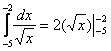 ∫_{-5}^{-2} dx/√x = 2(√x)|_{-5}^{-2}